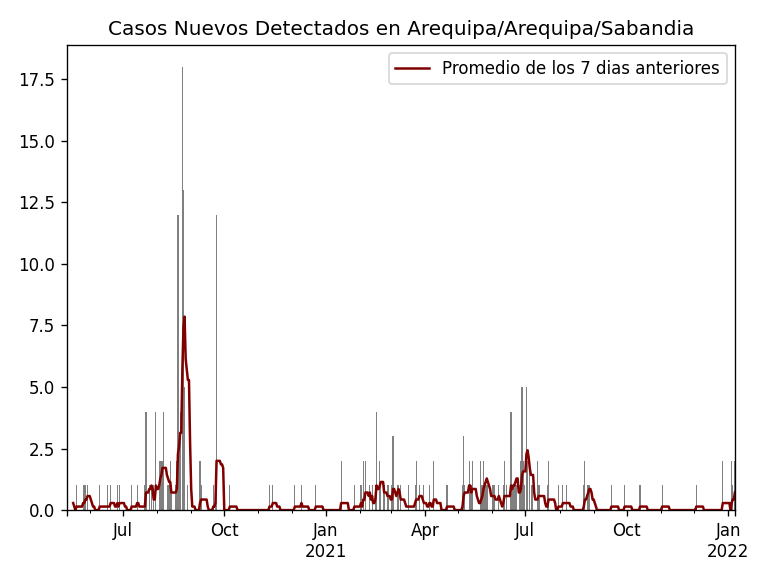 Casos Nuevos Detectados en Arequipa/Arequipa/Sabandia
Promedio de los 7 dias anteriores
17.5
15.0
12.5
10.0
7.5
5.0
2.5
0.0
Jul
Oct
Jan
2021
Apr
Jul
Oct
Jan
2022